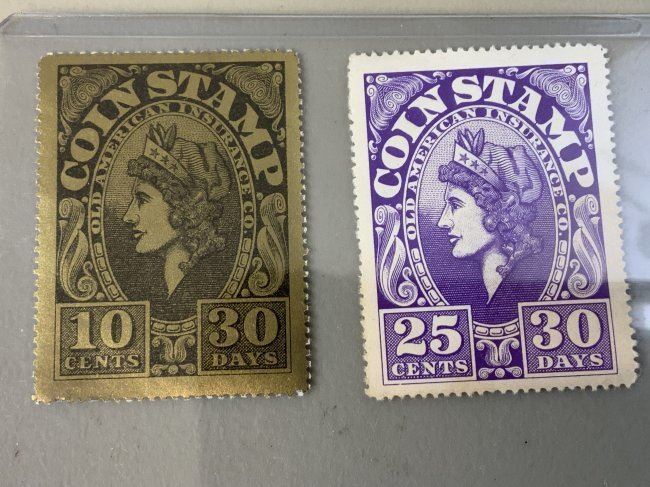 COIN STAMP
OLD AMERICAN INSURANCE CO.
10 CENTS
30 DAYS
COIN STAMP
OLD AMERICAN INSURANCE CO.
25 CENTS
30 DAYS